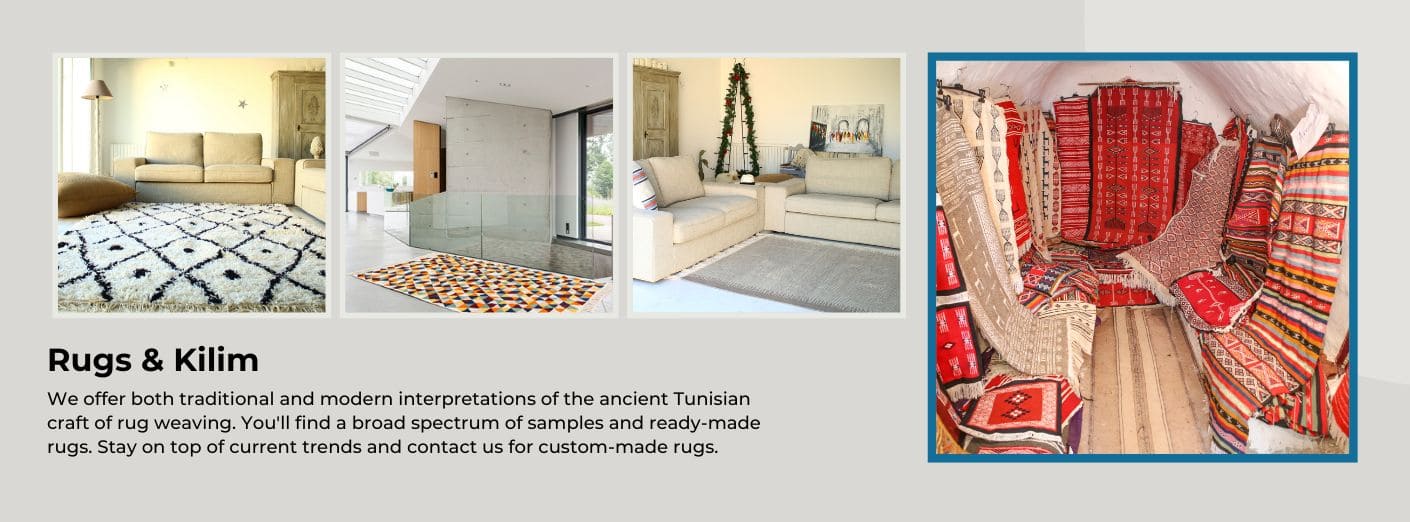 Rugs & Kilim
We offer both traditional and modern interpretations of the ancient Tunisian
craft of rug weaving. You'll find a broad spectrum of samples and ready-made
rugs. Stay on top of current trends and contact us for custom-made rugs.